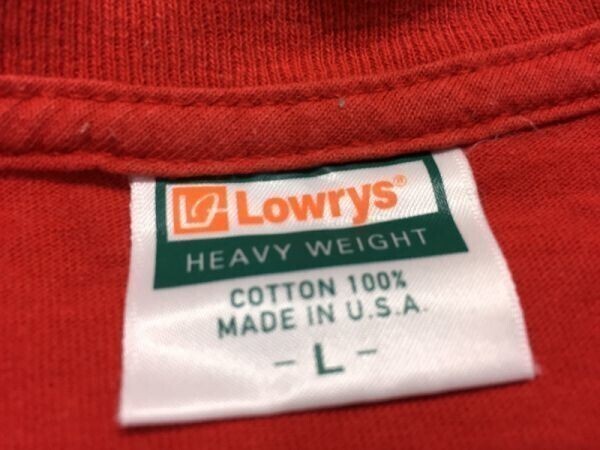 Lowrys®
HEAVY WEIGHT
COTTON 100%
MADE IN U.S.A.
- L -